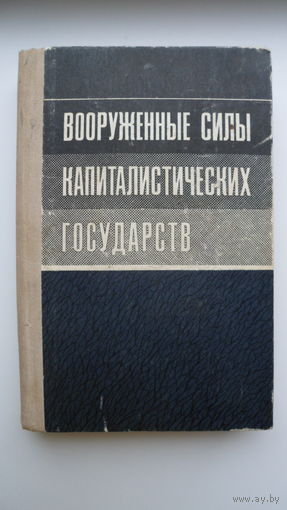 ВООРУЖЕННЫЕ СИЛЫ
КАПИТАЛИСТИЧЕСКИХ
ГОСУДАРСТВ
www.ay.by